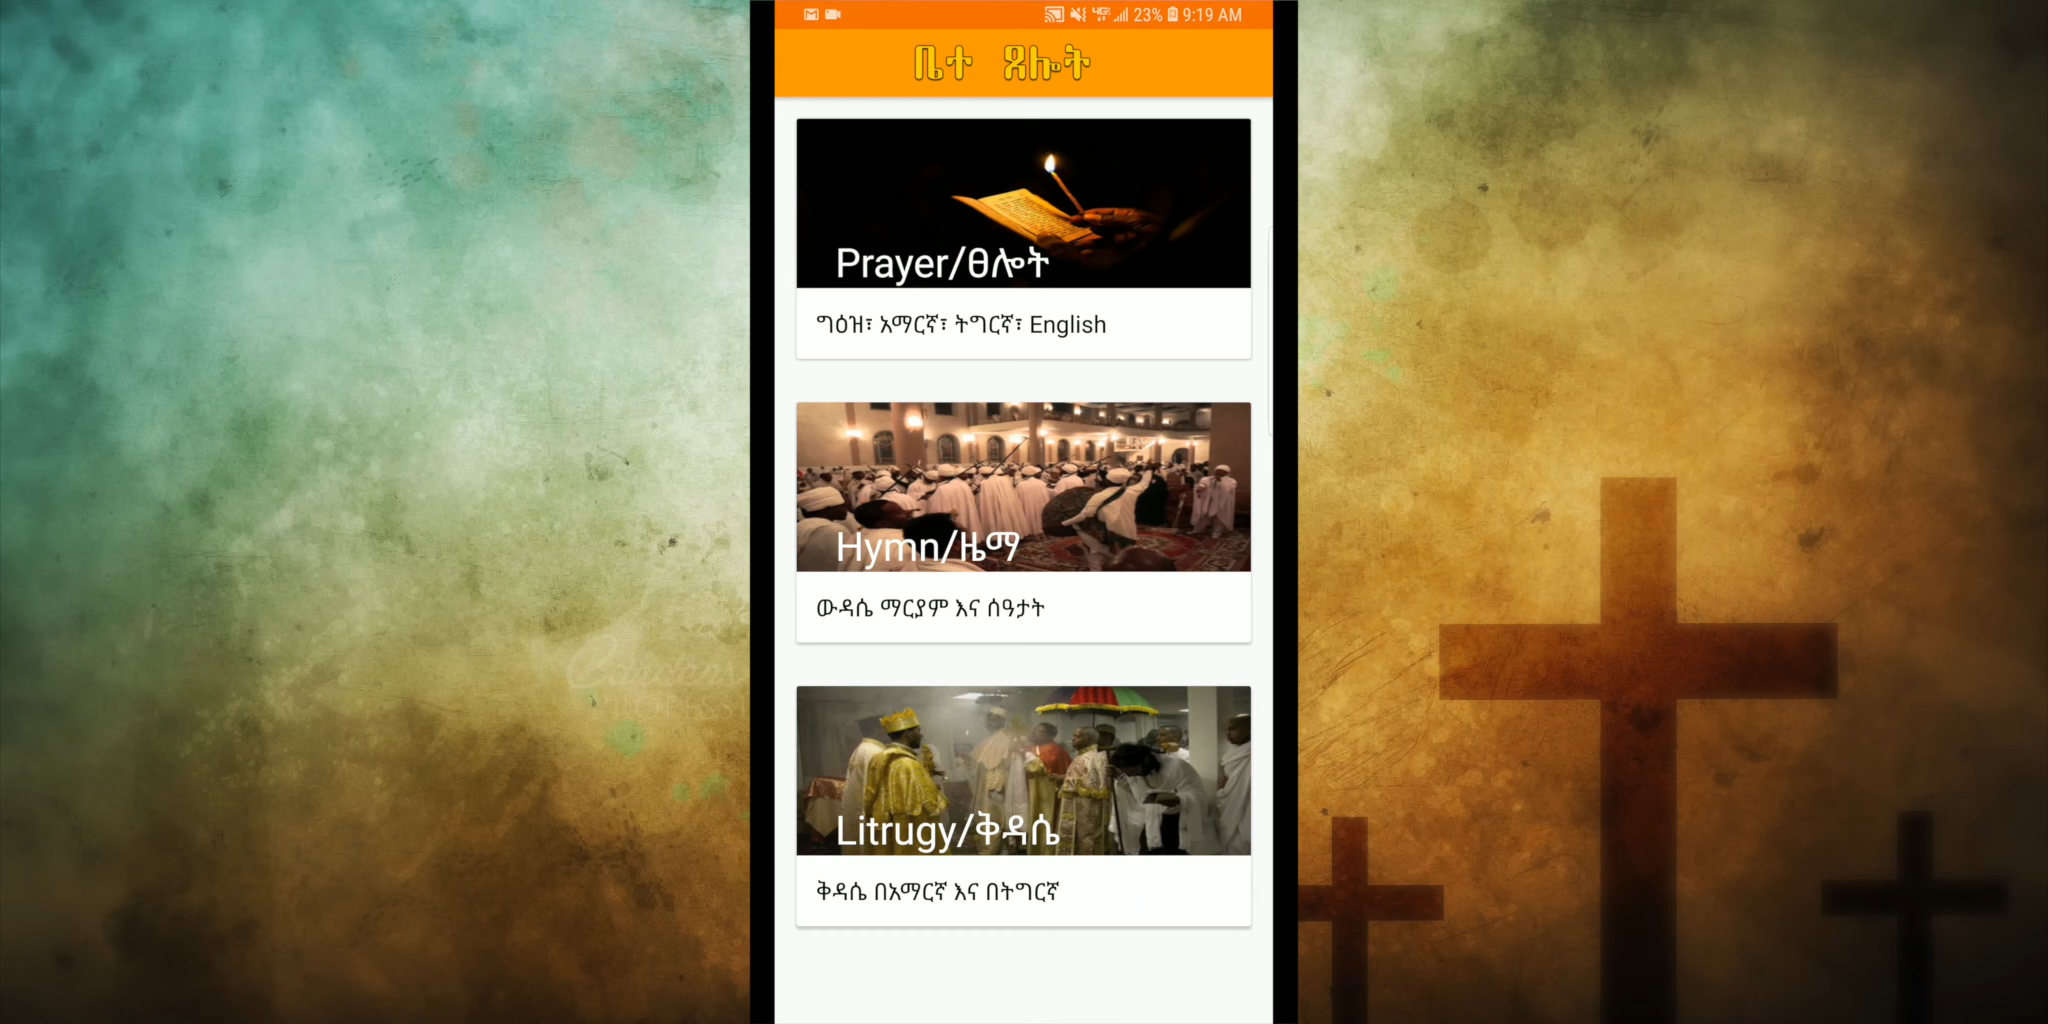 4GE 23% 9:19 AM
ቤተ ጸሎት
Prayer/ፀሎት
ግዕዝ፣ አማርኛ፣ ትግርኛ፣ English
Hymn/ዜማ
ውዳሴ ማርያም እና ሰዓታት
Litrugy/ቅዳሴ
ቅዳሴ በአማርኛ እና በትግርኛ